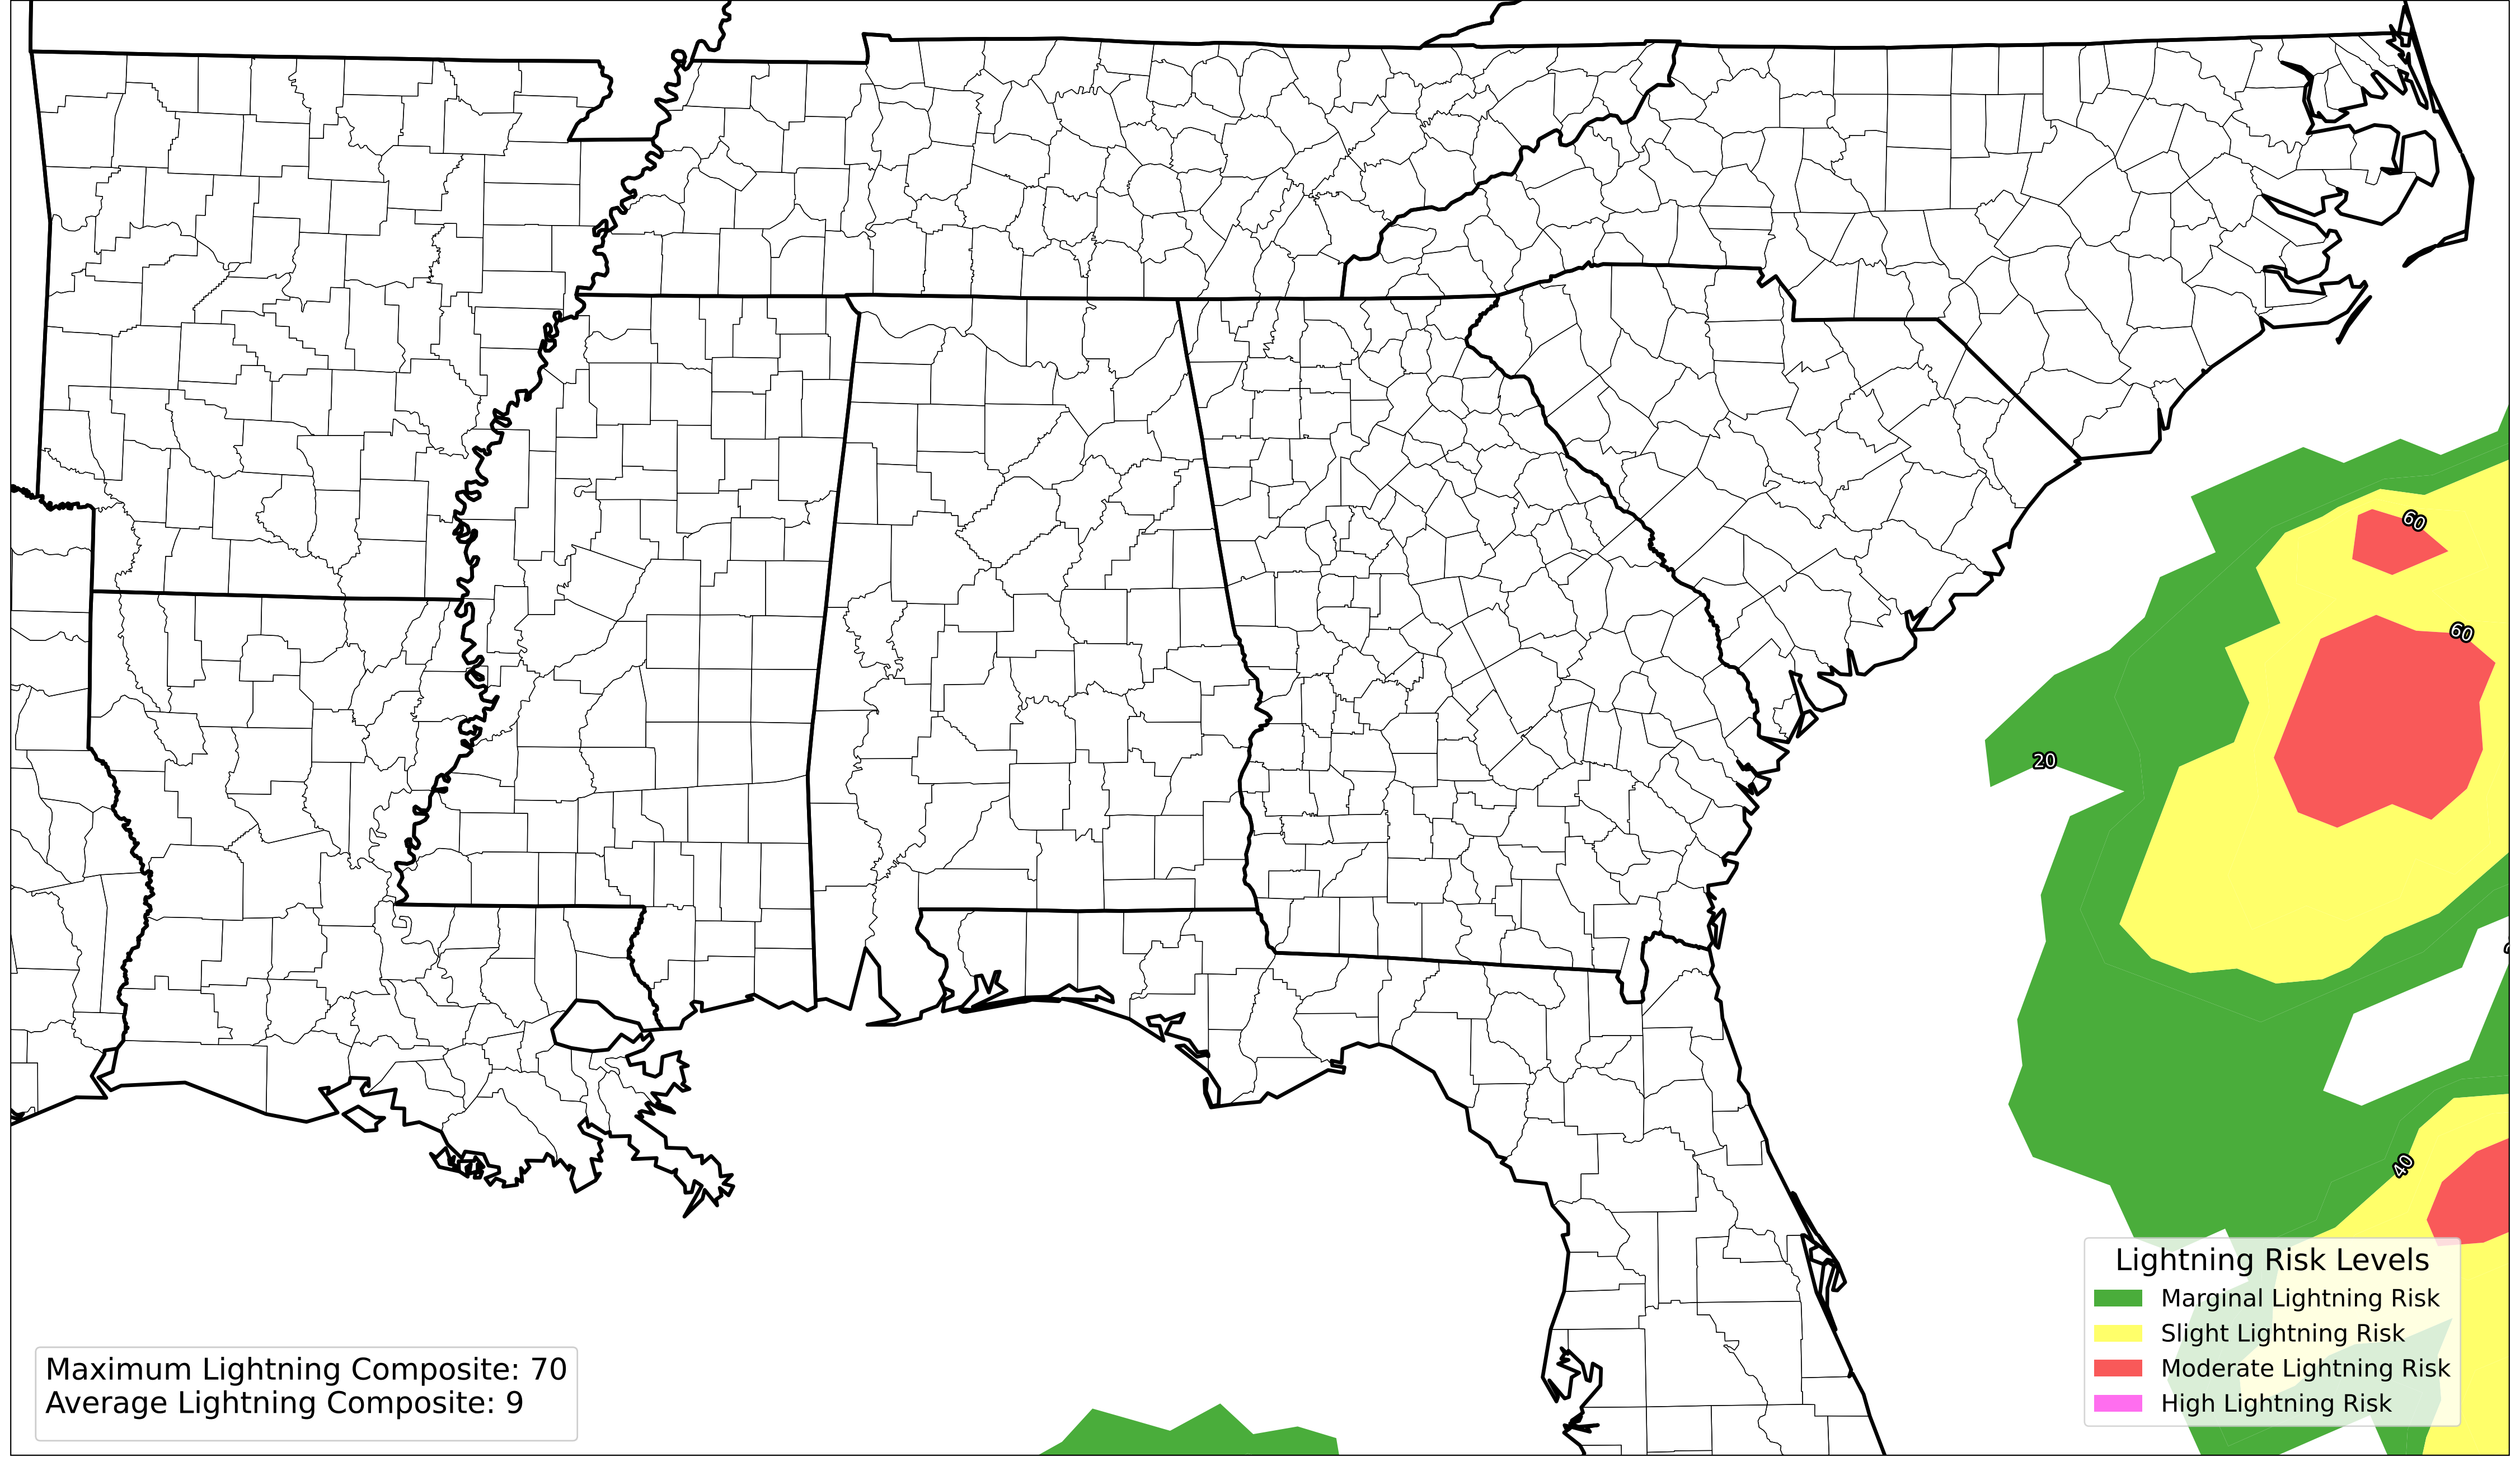 60
60
20
40
Lightning Risk Levels
Marginal Lightning Risk
Slight Lightning Risk
Moderate Lightning Risk
High Lightning Risk
Maximum Lightning Composite: 70
Average Lightning Composite: 9